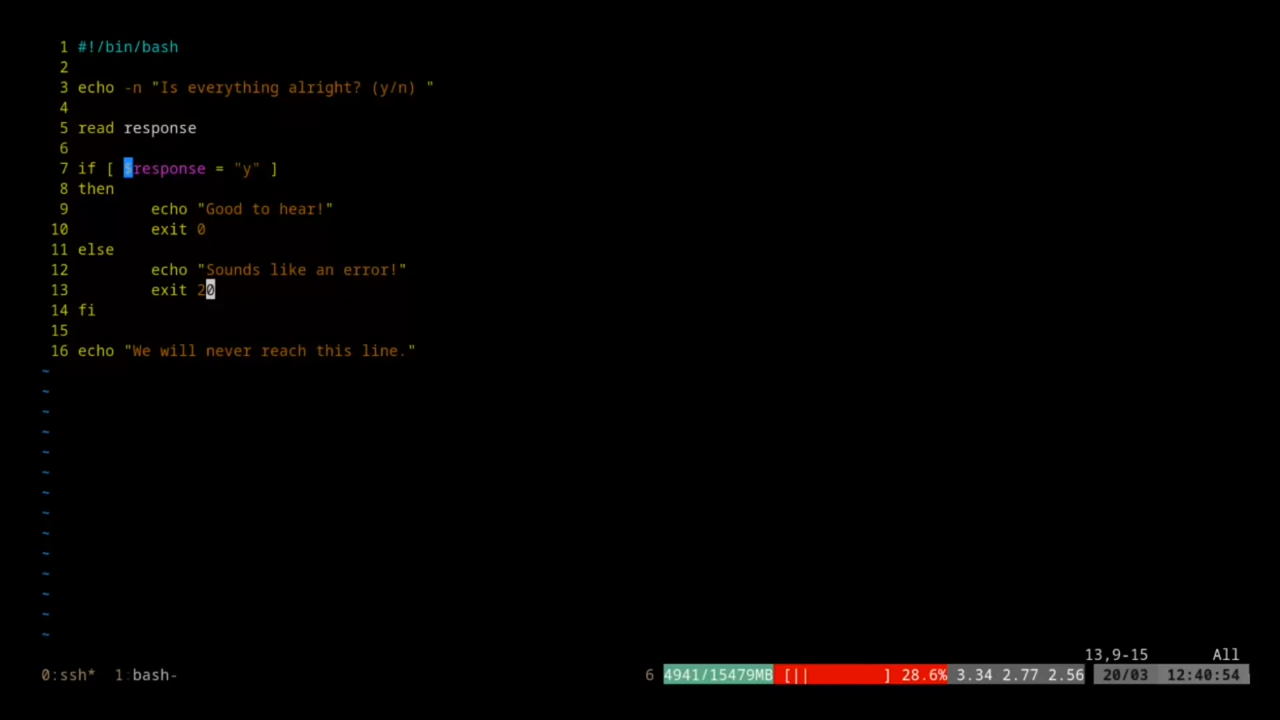 1 #!/bin/bash
2
3 echo -n "Is everything alright? (y/n) "
4
5 read response
6
7 if [ $response = "y" ]
8 then
9         echo "Good to hear!"
10         exit 0
11 else
12         echo "Sounds like an error!"
13         exit 20
14 fi
15
16 echo "We will never reach this line."
~
~
~
~
~
~
~
~
~
~
~
~
~
~
13,9-15 All
0:ssh* 1:bash- 6 4941/15479MB [|| ] 28.6% 3.34 2.77 2.56 20/03 12:40:54